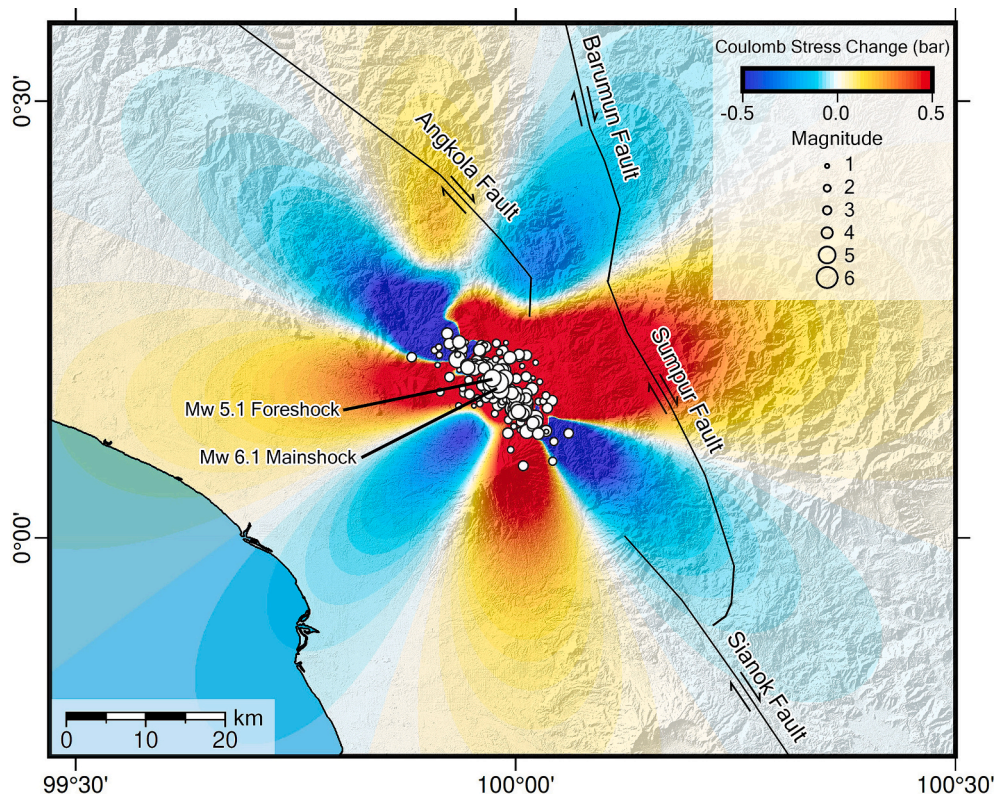 Coulomb Stress Change (bar)
-0.5 0.0 0.5
Magnitude
1
2
3
4
5
6
Barumun Fault
Angkola Fault
Sumpur Fault
Mw 5.1 Foreshock
Mw 6.1 Mainshock
Sianok Fault
km
0 10 20
0°30'
0°00'
99°30' 100°00' 100°30'